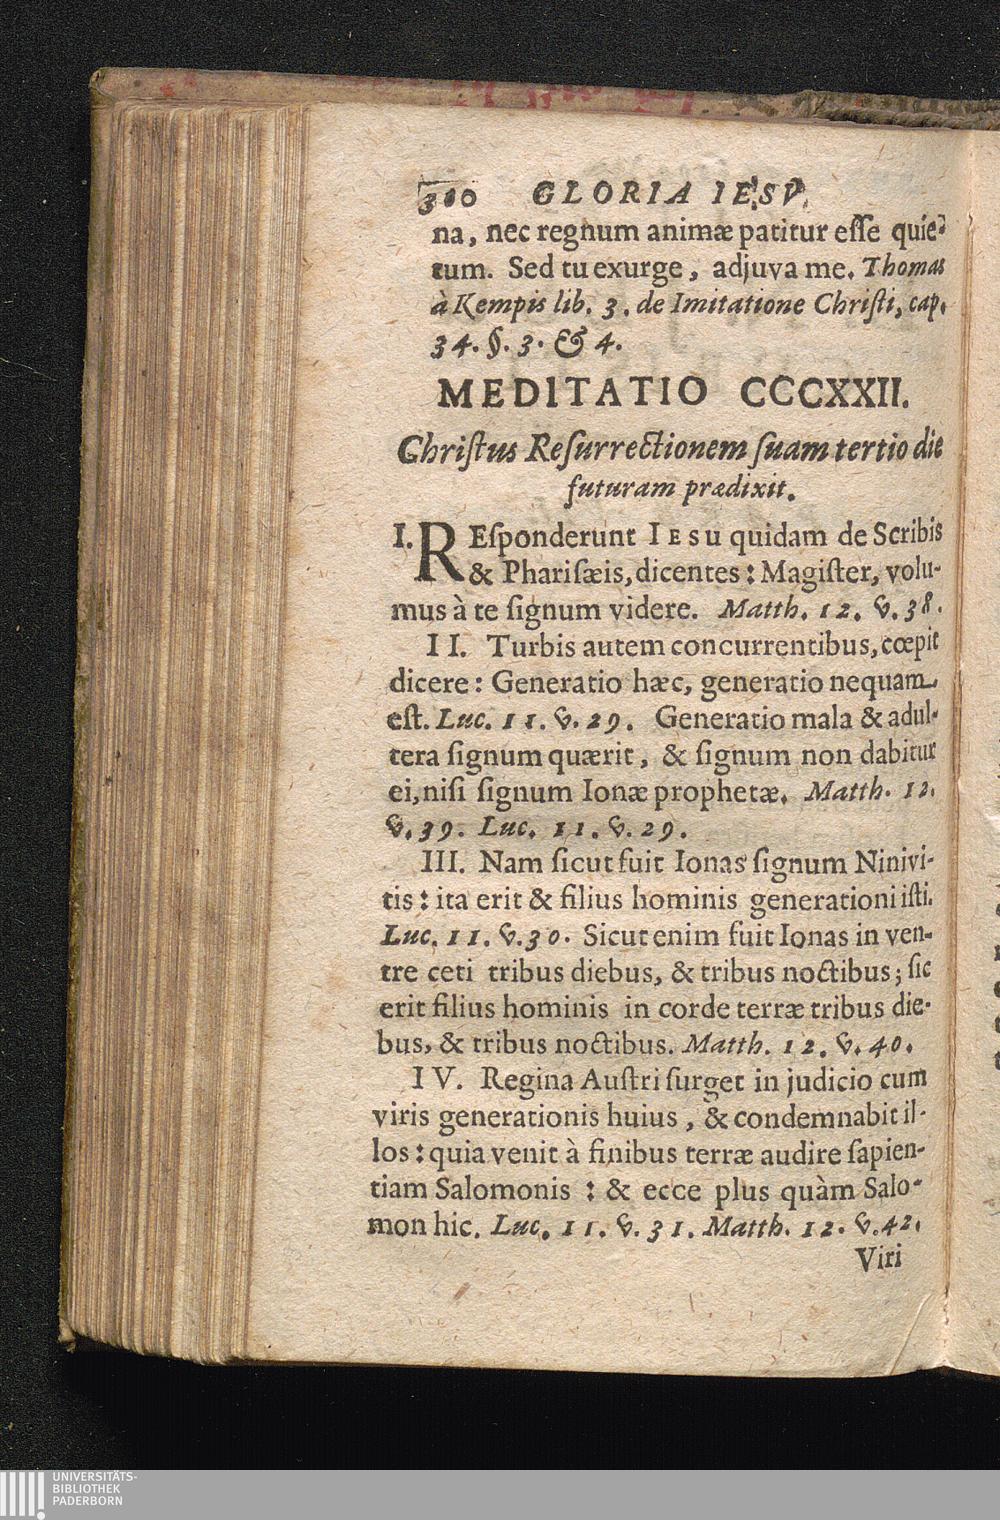 310 GLORIA IESV.
na, nec regnum animæ patitur eſſe quie-
tum. Sed tu exurge, adjuva me. Thomas
à Kempis lib. 3. de Imitatione Chriſti, cap.
34. §. 3. & 4.
MEDITATIO CCCXXII.
Chriſtus Reſurrectionem ſuam tertio die
futuram prædixit.
I. REſponderunt IESU quidam de Scribis
& Phariſæis, dicentes: Magiſter, volu-
mus à te ſignum videre. Matth. 12. v. 38.
II. Turbis autem concurrentibus, cœpit
dicere: Generatio hæc, generatio nequam
eſt. Luc. 11. v. 29. Generatio mala & adul-
tera ſignum quærit, & ſignum non dabitur
ei, niſi ſignum Ionæ prophetæ. Matth. 12.
v. 39. Luc. 11. v. 29.
III. Nam ſicut fuit Ionas ſignum Ninivi-
tis: ita erit & filius hominis generationi iſti.
Luc. 11. v. 30. Sicut enim fuit Ionas in ven-
tre ceti tribus diebus, & tribus noctibus; ſic
erit filius hominis in corde terræ tribus die-
bus, & tribus noctibus. Matth. 12. v. 40.
IV. Regina Auſtri ſurget in judicio cum
viris generationis huius, & condemnabit il-
los: quia venit à finibus terræ audire ſapien-
tiam Salomonis: & ecce plus quàm Salo-
mon hic. Luc. 11. v. 31. Matth. 12. v. 42.
Viri
UNIVERSITÄTS-
BIBLIOTHEK
PADERBORN